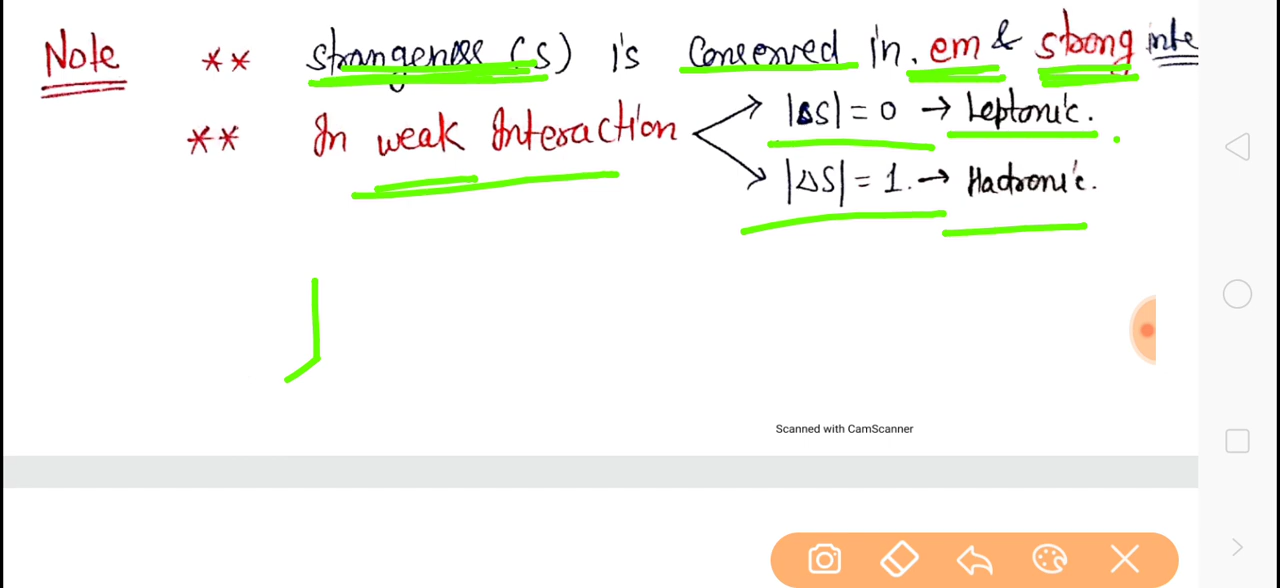 Note ** strangeness (S) is conserved in. em & strong inte
** In weak Interaction
|ΔS| = 0 → Leptonic.
|ΔS| = 1. → Hadronic.
Scanned with CamScanner